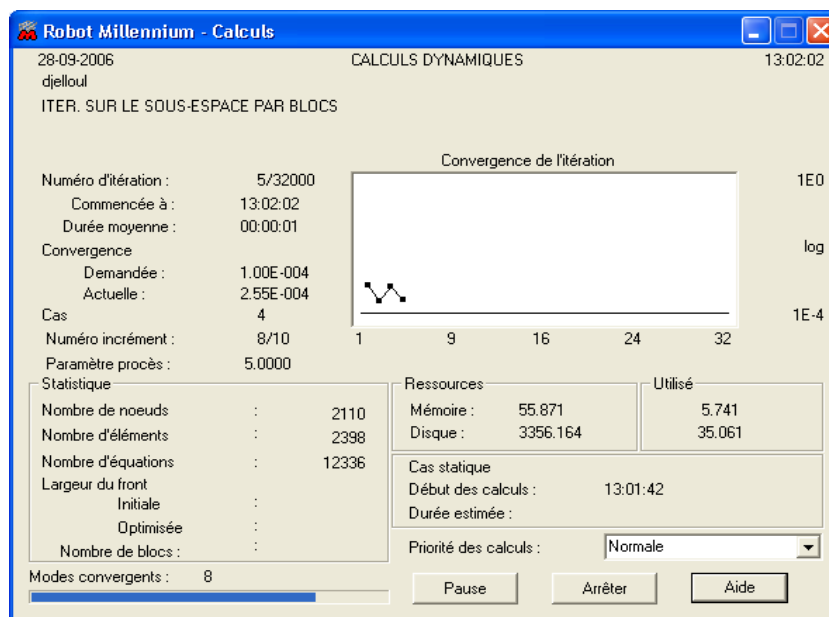 Robot Millennium - Calculs
28-09-2006 CALCULS DYNAMIQUES 13:02:02
djelloul
ITER. SUR LE SOUS-ESPACE PAR BLOCS
Convergence de l'itération
Numéro d'itération : 5/32000
Commencée à : 13:02:02
Durée moyenne : 00:00:01
Convergence
Demandée : 1.00E-004
Actuelle : 2.55E-004
Cas 4
Numéro incrément : 8/10
Paramètre procès : 5.0000
1E0
log
1E-4
1 9 16 24 32
Statistique
Nombre de noeuds : 2110
Nombre d'éléments : 2398
Nombre d'équations : 12336
Largeur du front
Initiale :
Optimisée :
Nombre de blocs : :
Ressources Utilisé
Mémoire : 55.871 5.741
Disque : 3356.164 35.061
Cas statique
Début des calculs : 13:01:42
Durée estimée :
Priorité des calculs : Normale
Modes convergents : 8
Pause Arrêter Aide